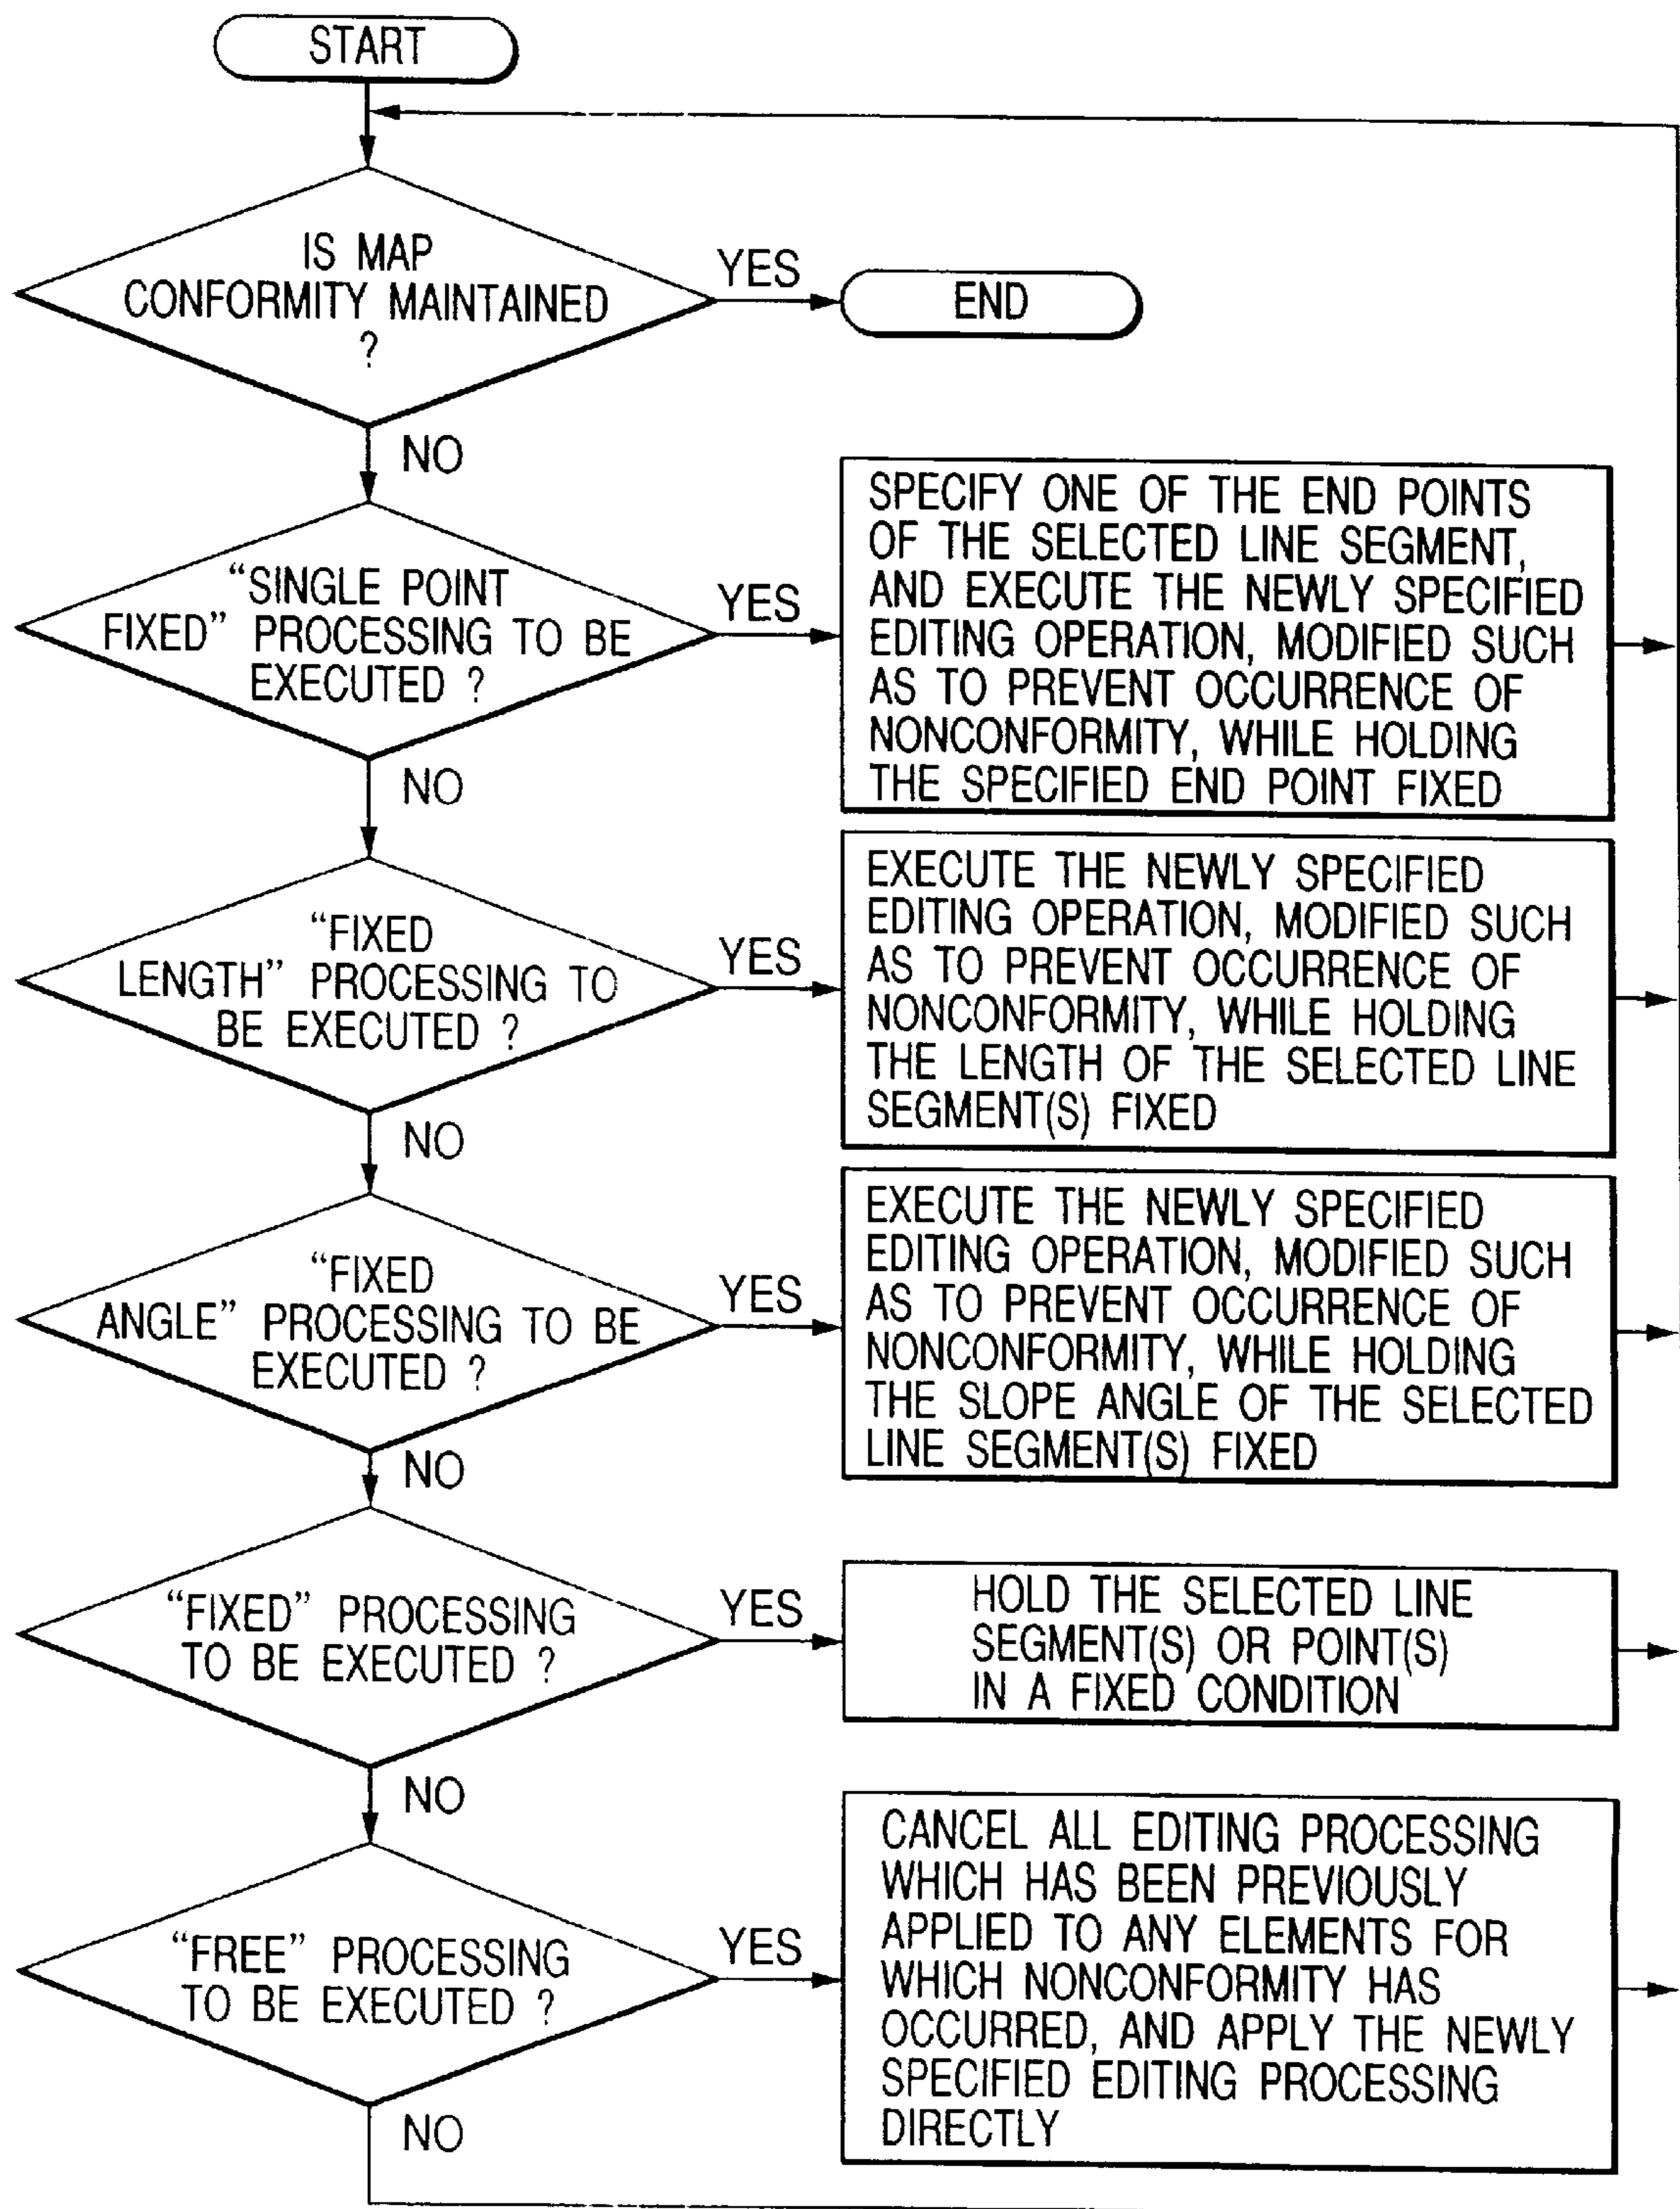 START
IS MAP
CONFORMITY MAINTAINED
?
YES
END
NO
“SINGLE POINT
FIXED” PROCESSING TO BE
EXECUTED ?
YES
SPECIFY ONE OF THE END POINTS
OF THE SELECTED LINE SEGMENT,
AND EXECUTE THE NEWLY SPECIFIED
EDITING OPERATION, MODIFIED SUCH
AS TO PREVENT OCCURRENCE OF
NONCONFORMITY, WHILE HOLDING
THE SPECIFIED END POINT FIXED
NO
“FIXED
LENGTH” PROCESSING TO
BE EXECUTED ?
YES
EXECUTE THE NEWLY SPECIFIED
EDITING OPERATION, MODIFIED SUCH
AS TO PREVENT OCCURRENCE OF
NONCONFORMITY, WHILE HOLDING
THE LENGTH OF THE SELECTED LINE
SEGMENT(S) FIXED
NO
“FIXED
ANGLE” PROCESSING TO BE
EXECUTED ?
YES
EXECUTE THE NEWLY SPECIFIED
EDITING OPERATION, MODIFIED SUCH
AS TO PREVENT OCCURRENCE OF
NONCONFORMITY, WHILE HOLDING
THE SLOPE ANGLE OF THE SELECTED
LINE SEGMENT(S) FIXED
NO
“FIXED” PROCESSING
TO BE EXECUTED ?
YES
HOLD THE SELECTED LINE
SEGMENT(S) OR POINT(S)
IN A FIXED CONDITION
NO
“FREE” PROCESSING
TO BE EXECUTED ?
YES
CANCEL ALL EDITING PROCESSING
WHICH HAS BEEN PREVIOUSLY
APPLIED TO ANY ELEMENTS FOR
WHICH NONCONFORMITY HAS
OCCURRED, AND APPLY THE NEWLY
SPECIFIED EDITING PROCESSING
DIRECTLY
NO